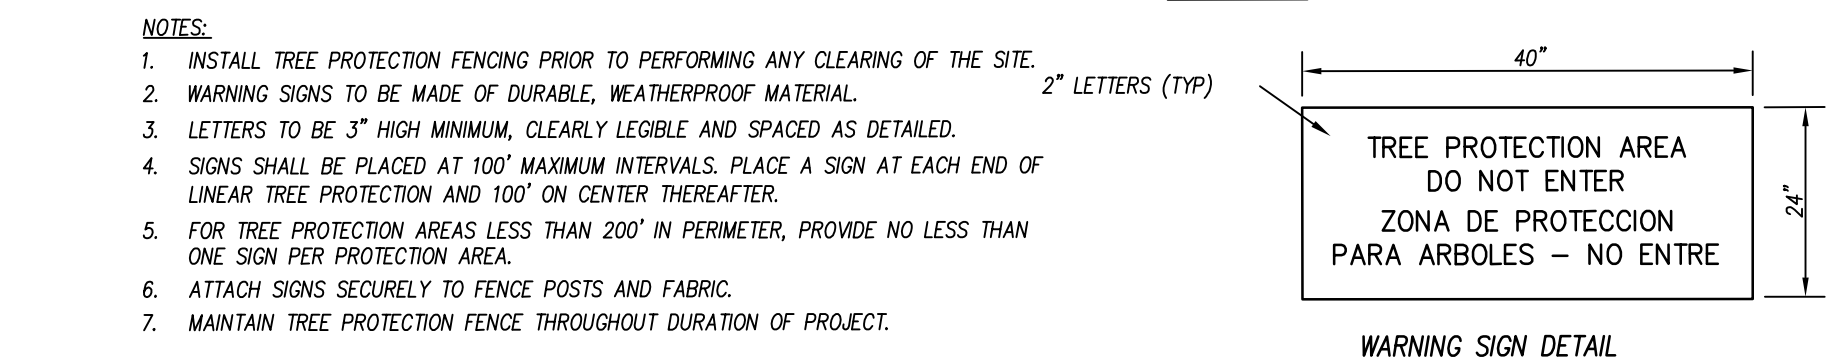 NOTES:
1. INSTALL TREE PROTECTION FENCING PRIOR TO PERFORMING ANY CLEARING OF THE SITE.
2. WARNING SIGNS TO BE MADE OF DURABLE, WEATHERPROOF MATERIAL.
3. LETTERS TO BE 3" HIGH MINIMUM, CLEARLY LEGIBLE AND SPACED AS DETAILED.
4. SIGNS SHALL BE PLACED AT 100' MAXIMUM INTERVALS. PLACE A SIGN AT EACH END OF
LINEAR TREE PROTECTION AND 100' ON CENTER THEREAFTER.
5. FOR TREE PROTECTION AREAS LESS THAN 200' IN PERIMETER, PROVIDE NO LESS THAN
ONE SIGN PER PROTECTION AREA.
6. ATTACH SIGNS SECURELY TO FENCE POSTS AND FABRIC.
7. MAINTAIN TREE PROTECTION FENCE THROUGHOUT DURATION OF PROJECT.
40"
2" LETTERS (TYP)
TREE PROTECTION AREA
DO NOT ENTER
ZONA DE PROTECCION
PARA ARBOLES – NO ENTRE
24"
WARNING SIGN DETAIL